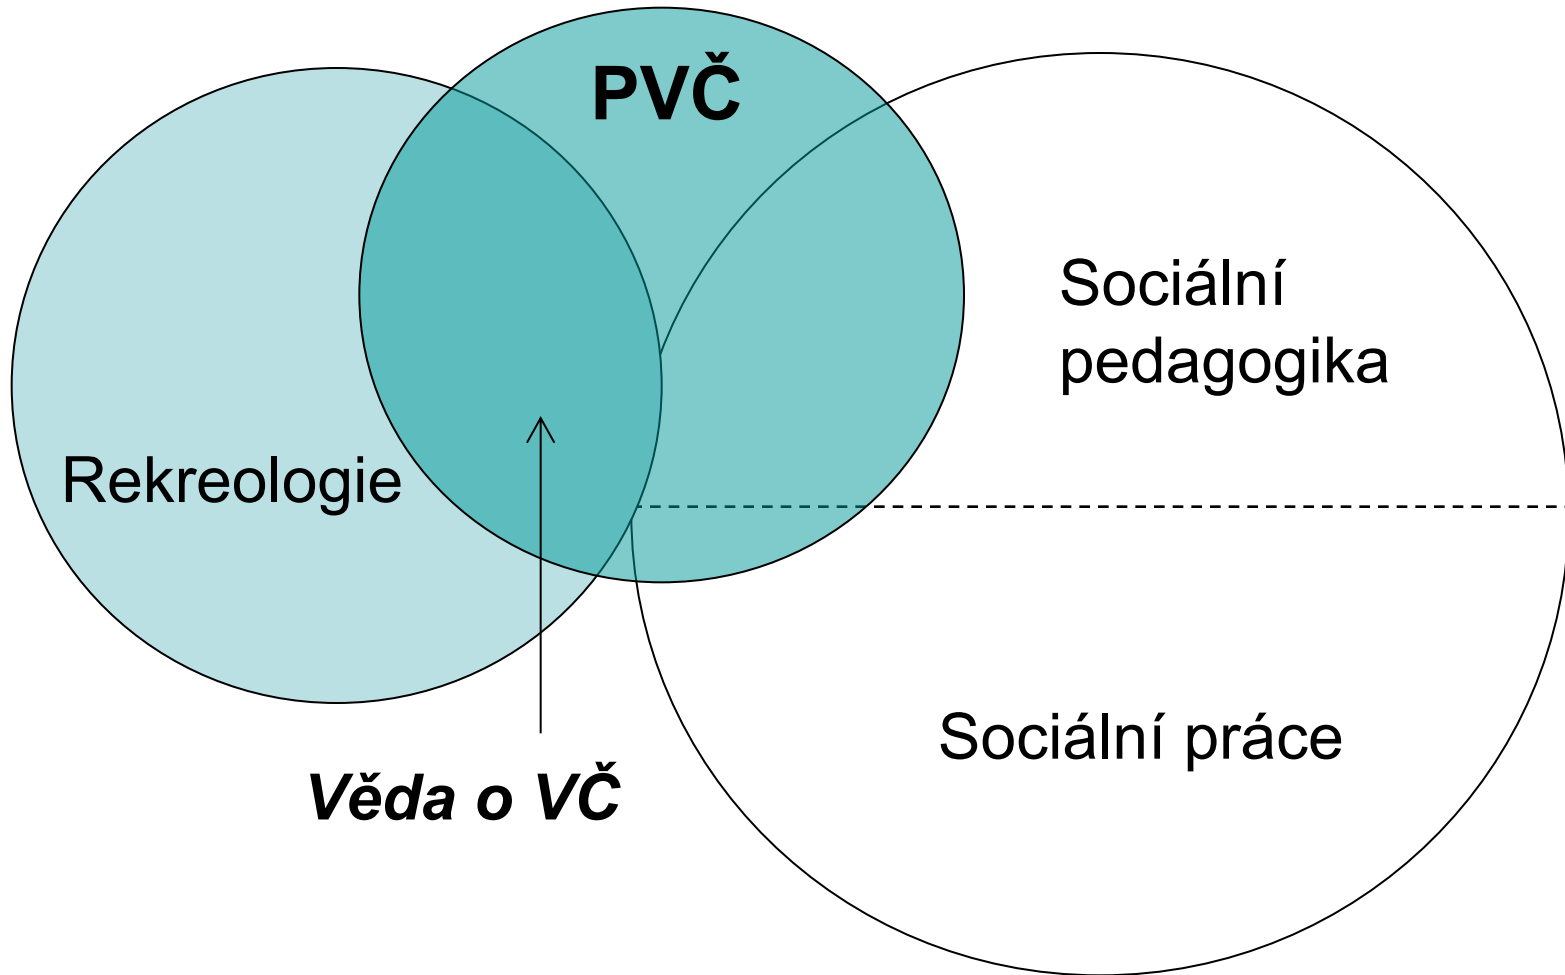 PVČ
Sociální
pedagogika
Rekreologie
Sociální práce
Věda o VČ